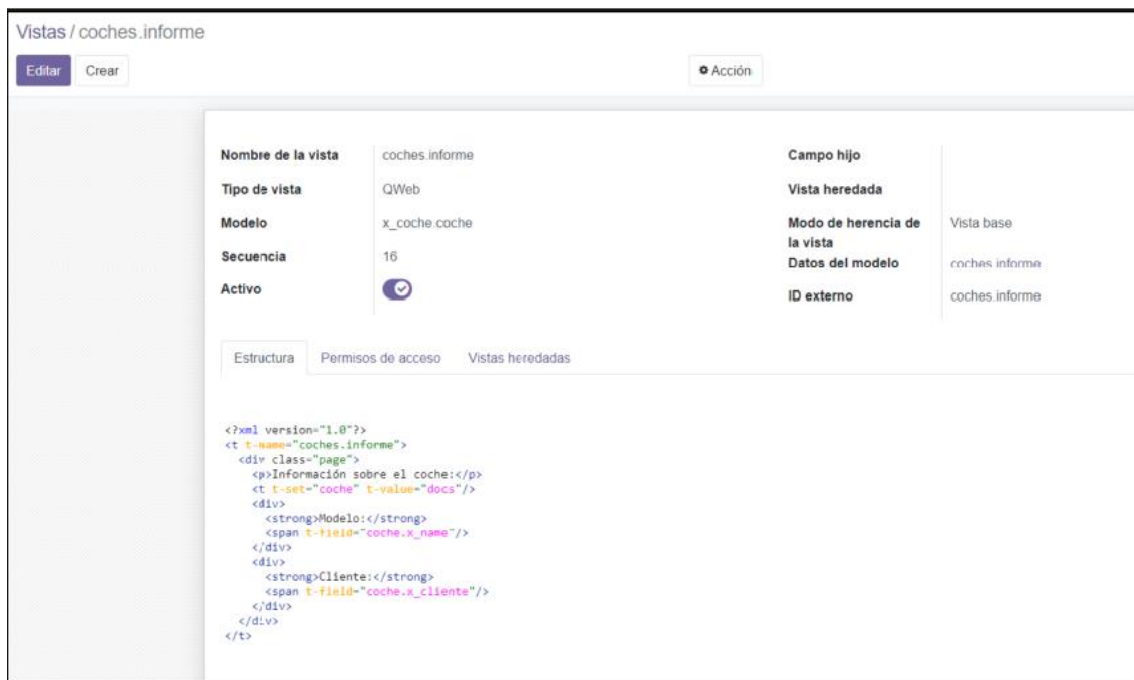 Vistas / coches.informe
Editar Crear Acción
Nombre de la vista coches.informe Campo hijo
Tipo de vista QWeb Vista heredada
Modelo x_coche.coche Modo de herencia de la vista Vista base
Secuencia 16 Datos del modelo coches.informe
Activo ID externo coches.informe
Estructura Permisos de acceso Vistas heredadas
<?xml version="1.0"?>
<t t-name="coches.informe">
<div class="page">
<p>Información sobre el coche:</p>
<t t-set="coche" t-value="docs"/>
<div>
<strong>Modelo:</strong>
<span t-field="coche.x_name"/>
</div>
<div>
<strong>Cliente:</strong>
<span t-field="coche.x_cliente"/>
</div>
</div>
</t>